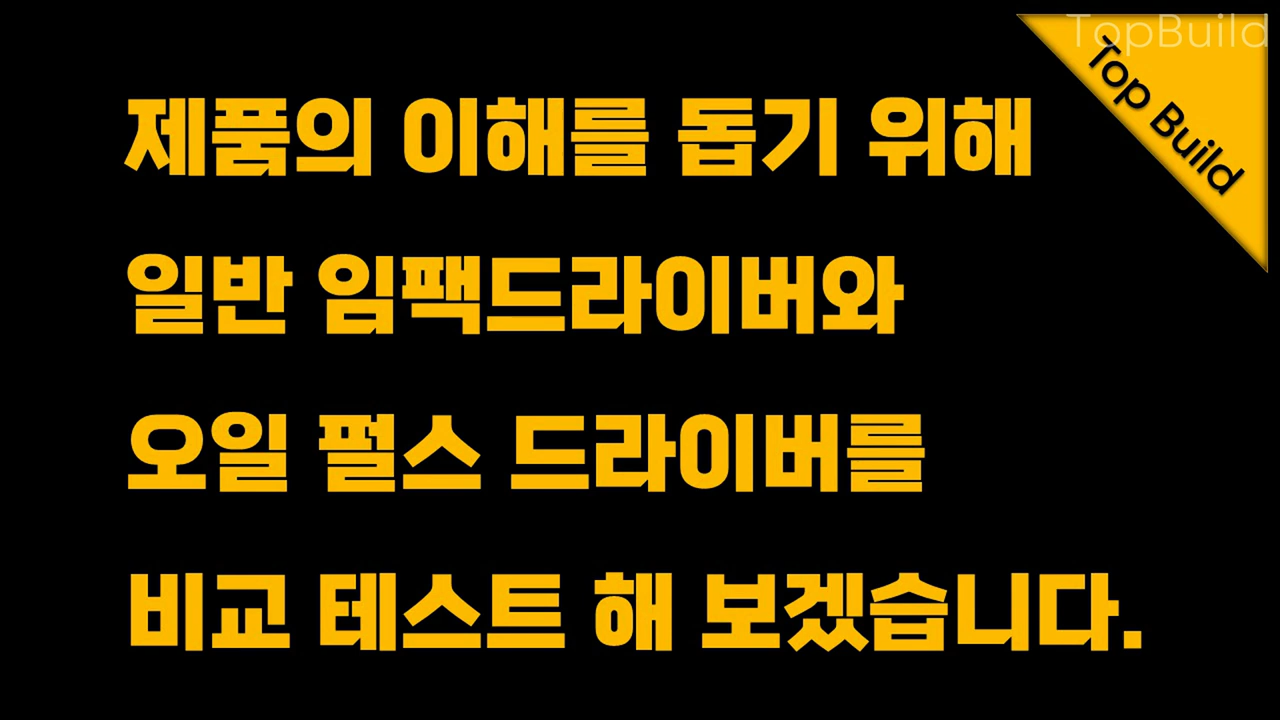 TopBuild
Top Build
제품의 이해를 돕기 위해
일반 임팩드라이버와
오일 펄스 드라이버를
비교 테스트 해 보겠습니다.